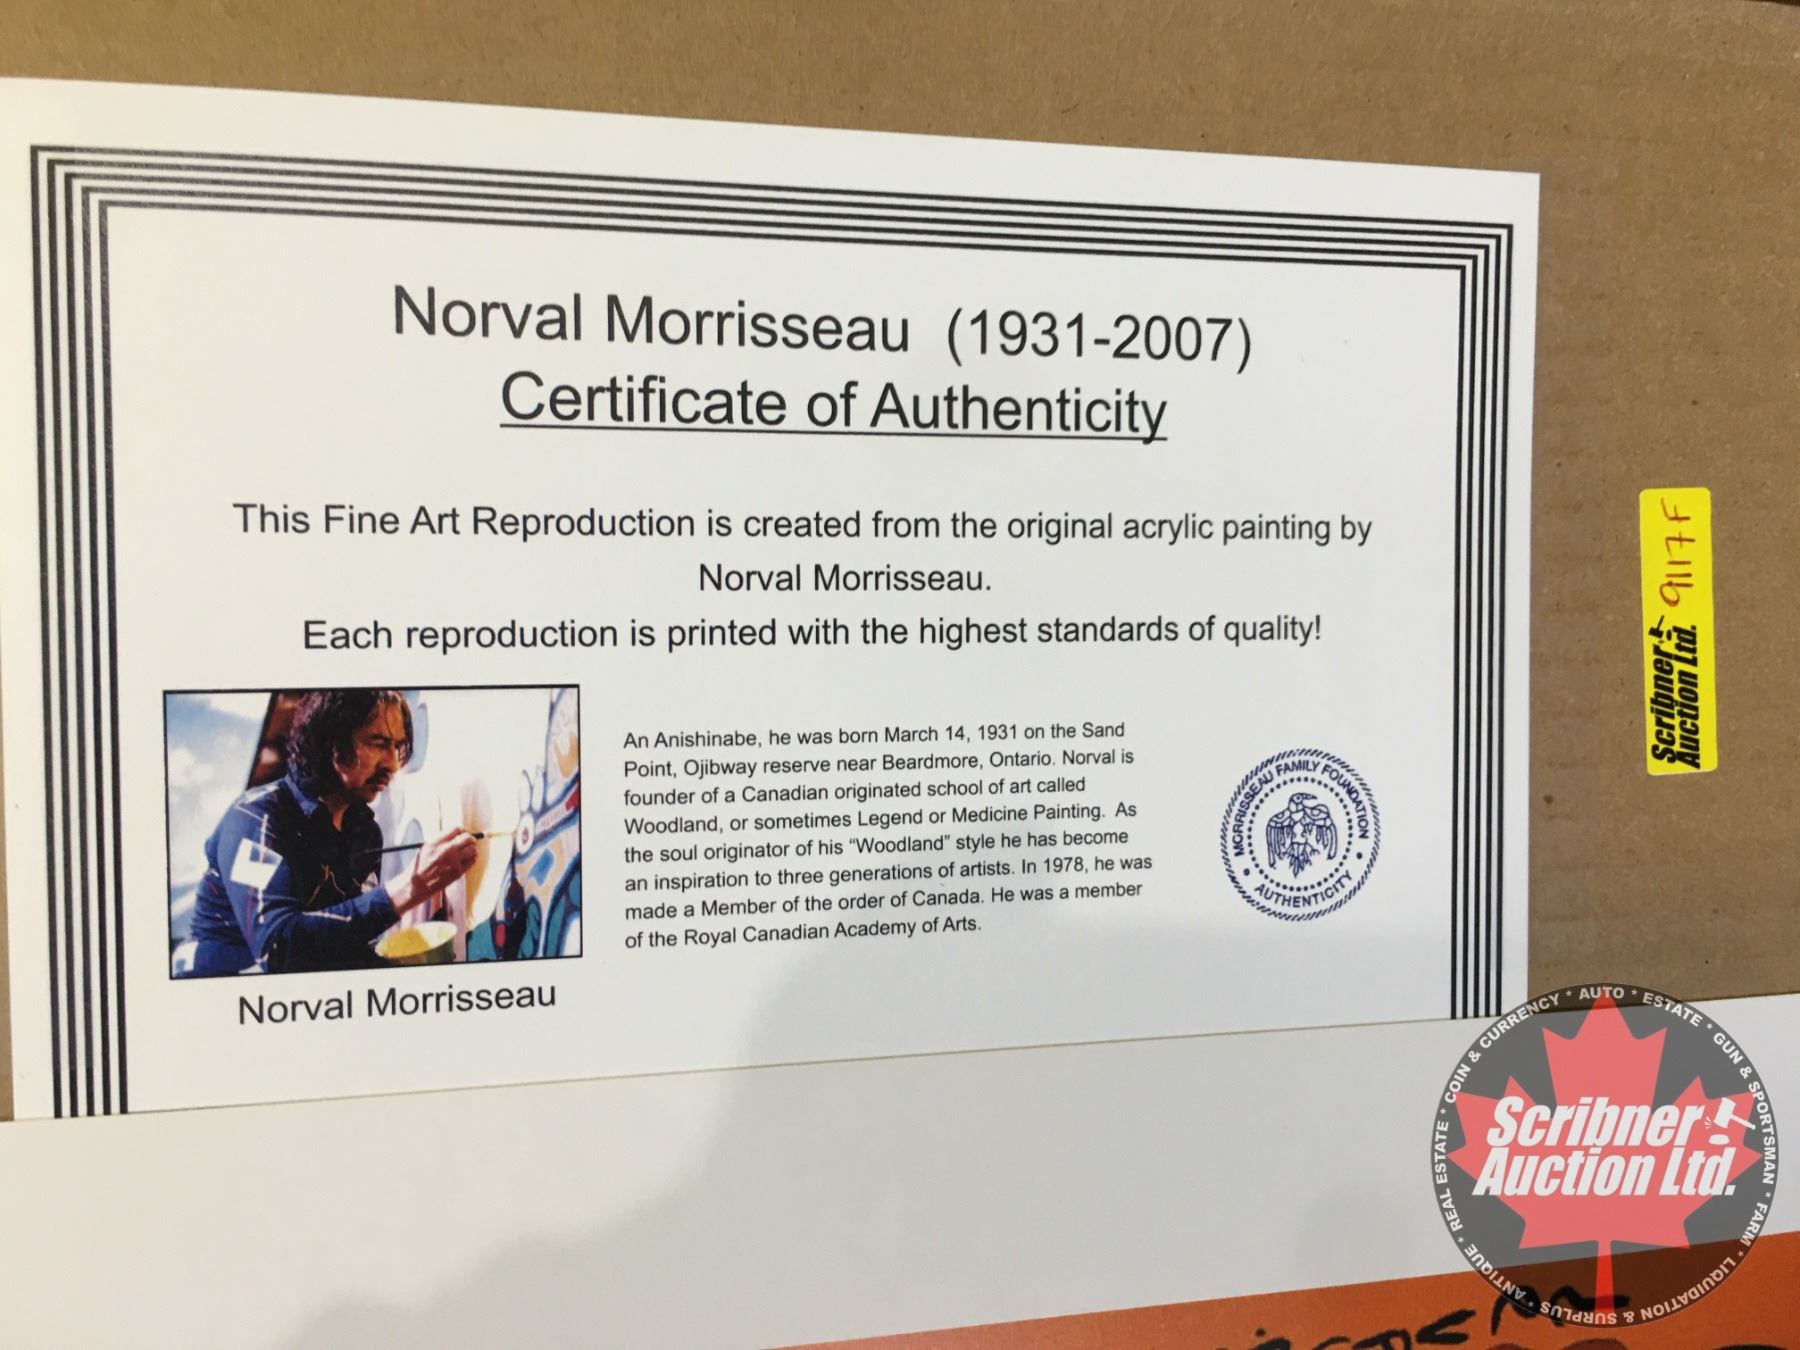 Norval Morrisseau (1931-2007)
Certificate of Authenticity
This Fine Art Reproduction is created from the original acrylic painting by
Norval Morrisseau.
Each reproduction is printed with the highest standards of quality!
An Anishinabe, he was born March 14, 1931 on the Sand
Point, Ojibway reserve near Beardmore, Ontario. Norval is
founder of a Canadian originated school of art called
Woodland, or sometimes Legend or Medicine Painting. As
the soul originator of his “Woodland” style he has become
an inspiration to three generations of artists. In 1978, he was
made a Member of the order of Canada. He was a member
of the Royal Canadian Academy of Arts.
Norval Morrisseau
MORRISSEAU FAMILY FOUNDATION
• AUTHENTICITY •
Scribner
Auction Ltd.
9117F
COIN & CURRENCY * AUTO * ESTATE * GUN & SPORTSMAN * FARM * LIQUIDATION & SURPLUS * ANTIQUE * REAL ESTATE *
Scribner
Auction Ltd.